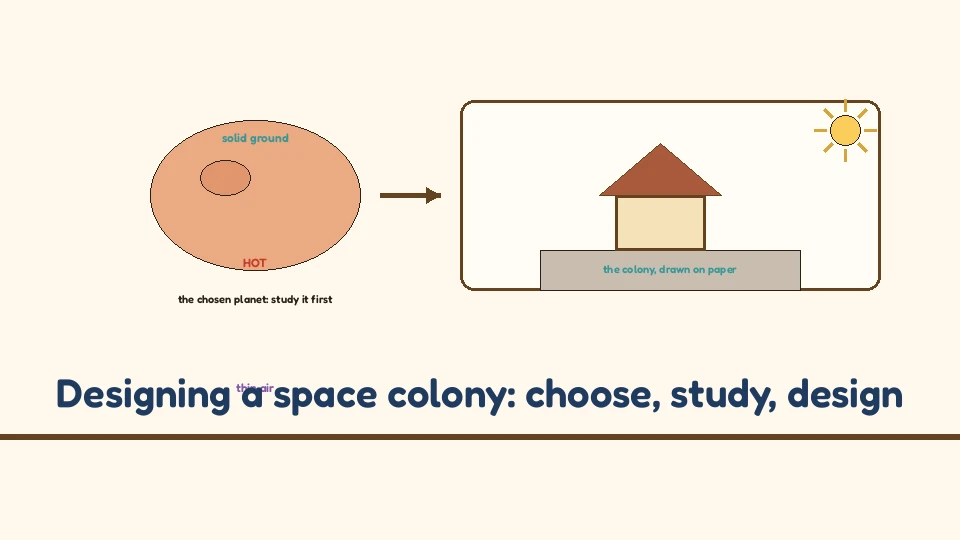 solid ground
HOT
the chosen planet: study it first
the colony, drawn on paper
thin air
Designing a space colony: choose, study, design